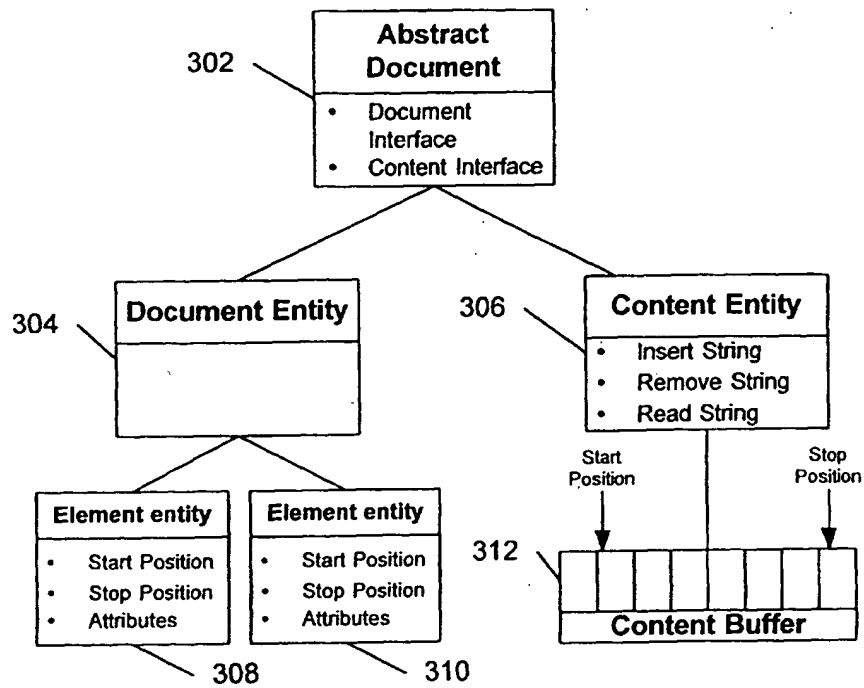 Abstract
Document
302
• Document
Interface
• Content Interface
304
Document Entity
306
Content Entity
• Insert String
• Remove String
• Read String
Start
Position
Stop
Position
Element entity
• Start Position
• Stop Position
• Attributes
308
Element entity
• Start Position
• Stop Position
• Attributes
310
312
Content Buffer